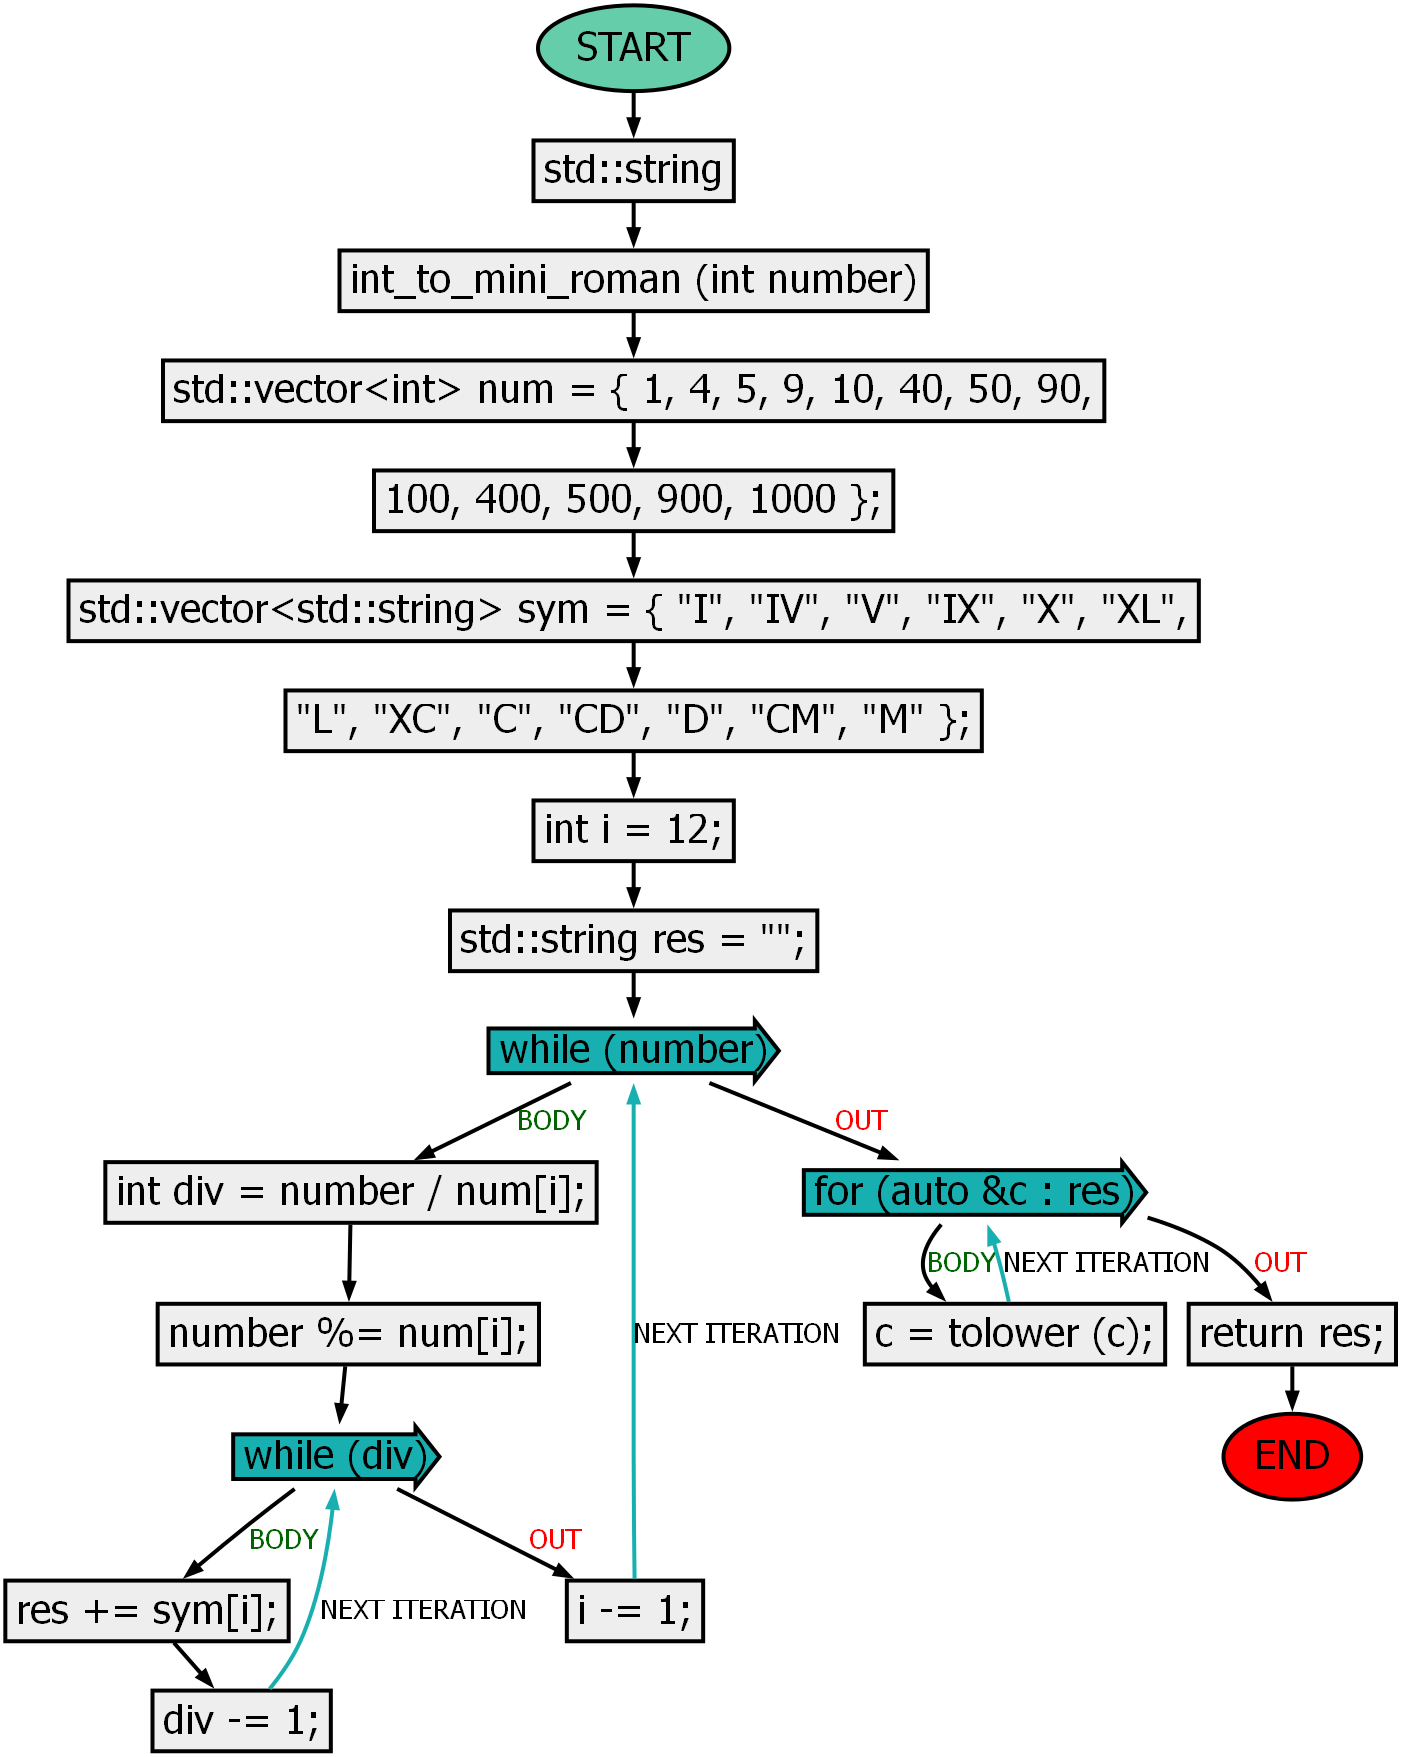 START
std::string
int_to_mini_roman (int number)
std::vector<int> num = { 1, 4, 5, 9, 10, 40, 50, 90,
100, 400, 500, 900, 1000 };
std::vector<std::string> sym = { "I", "IV", "V", "IX", "X", "XL",
"L", "XC", "C", "CD", "D", "CM", "M" };
int i = 12;
std::string res = "";
while (number)
BODY
OUT
int div = number / num[i];
for (auto &c : res)
BODY
NEXT ITERATION
OUT
number %= num[i];
NEXT ITERATION
c = tolower (c);
return res;
while (div)
END
BODY
OUT
res += sym[i];
NEXT ITERATION
i -= 1;
div -= 1;